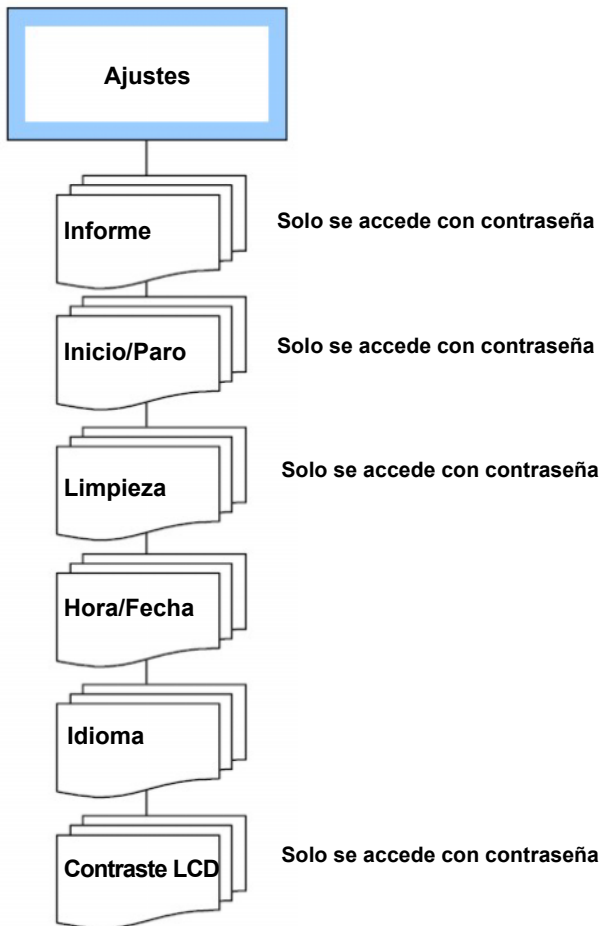 Ajustes
Informe
Solo se accede con contraseña
Inicio/Paro
Solo se accede con contraseña
Limpieza
Solo se accede con contraseña
Hora/Fecha
Idioma
Contraste LCD
Solo se accede con contraseña